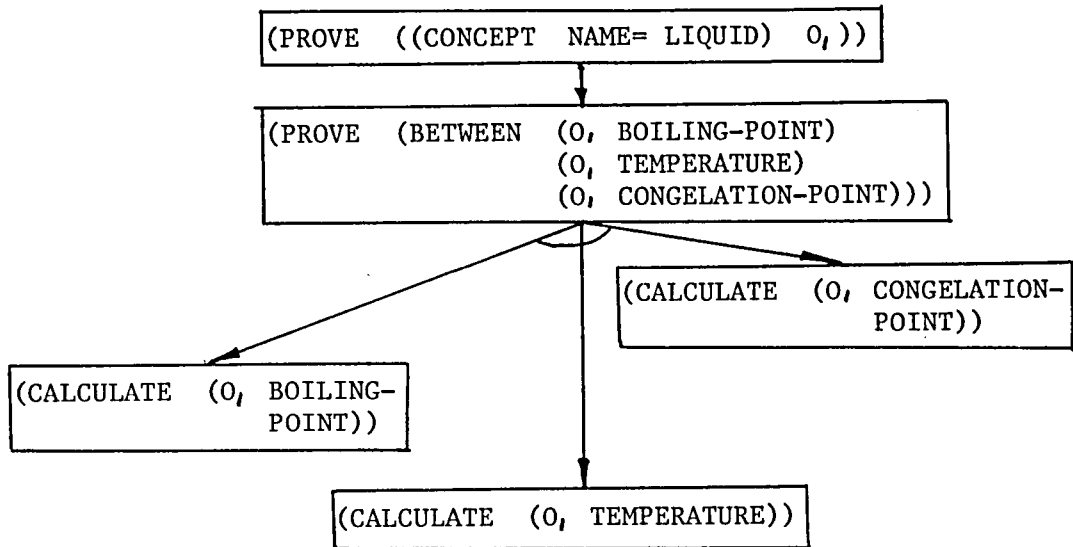 (PROVE ((CONCEPT NAME= LIQUID) O₁))
(PROVE (BETWEEN (O₁ BOILING-POINT)
(O₁ TEMPERATURE)
(O₁ CONGELATION-POINT)))
(CALCULATE (O₁ CONGELATION-
POINT))
(CALCULATE (O₁ BOILING-
POINT))
(CALCULATE (O₁ TEMPERATURE))